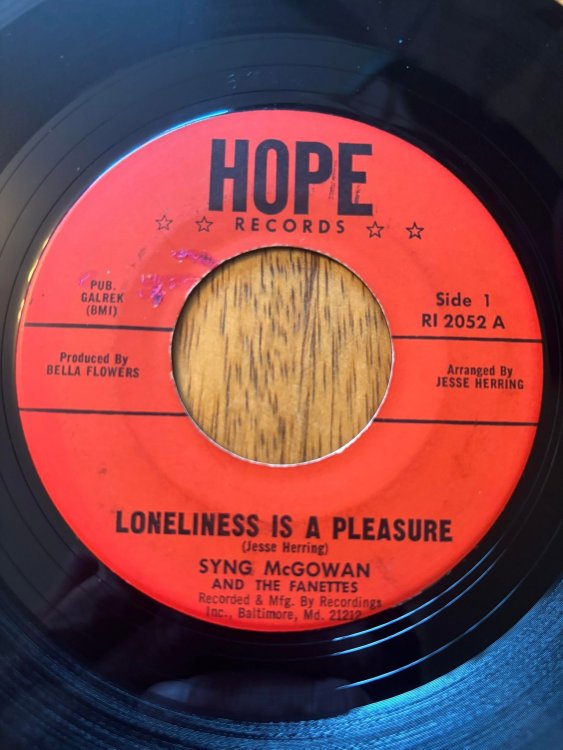 HOPE
RECORDS
PUB.
GALREK
(BMI)
Side 1
RI 2052 A
Produced By
BELLA FLOWERS
Arranged By
JESSE HERRING
LONELINESS IS A PLEASURE
(Jesse Herring)
SYNG McGOWAN
AND THE FANETTES
Recorded & Mfg. By Recordings
Inc., Baltimore, Md. 21212